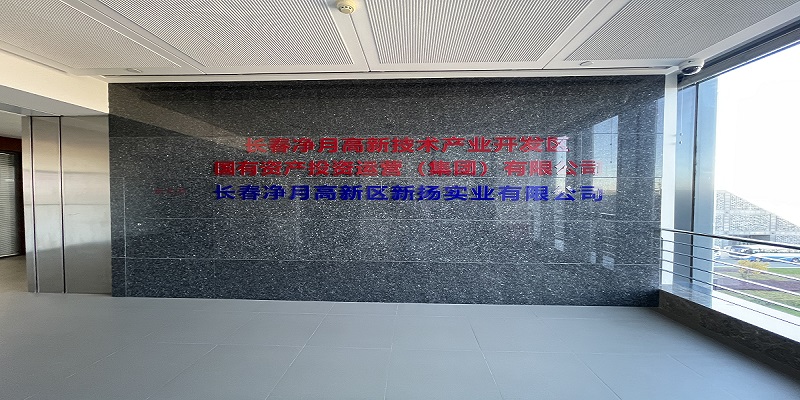 长春净月高新技术产业开发区
国有资产投资运营（集团）有限公司
长春净月高新区新扬实业有限公司